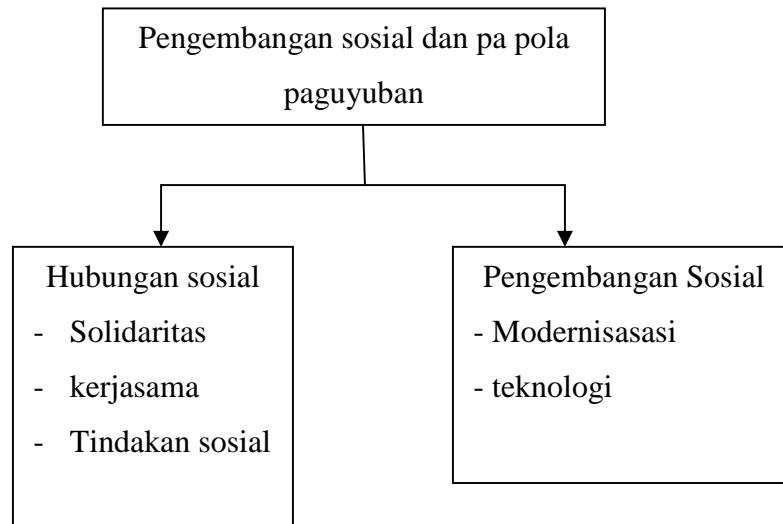 Pengembangan sosial dan pa pola
paguyuban
Hubungan sosial
- Solidaritas
- kerjasama
- Tindakan sosial
Pengembangan Sosial
- Modernisasasi
- teknologi